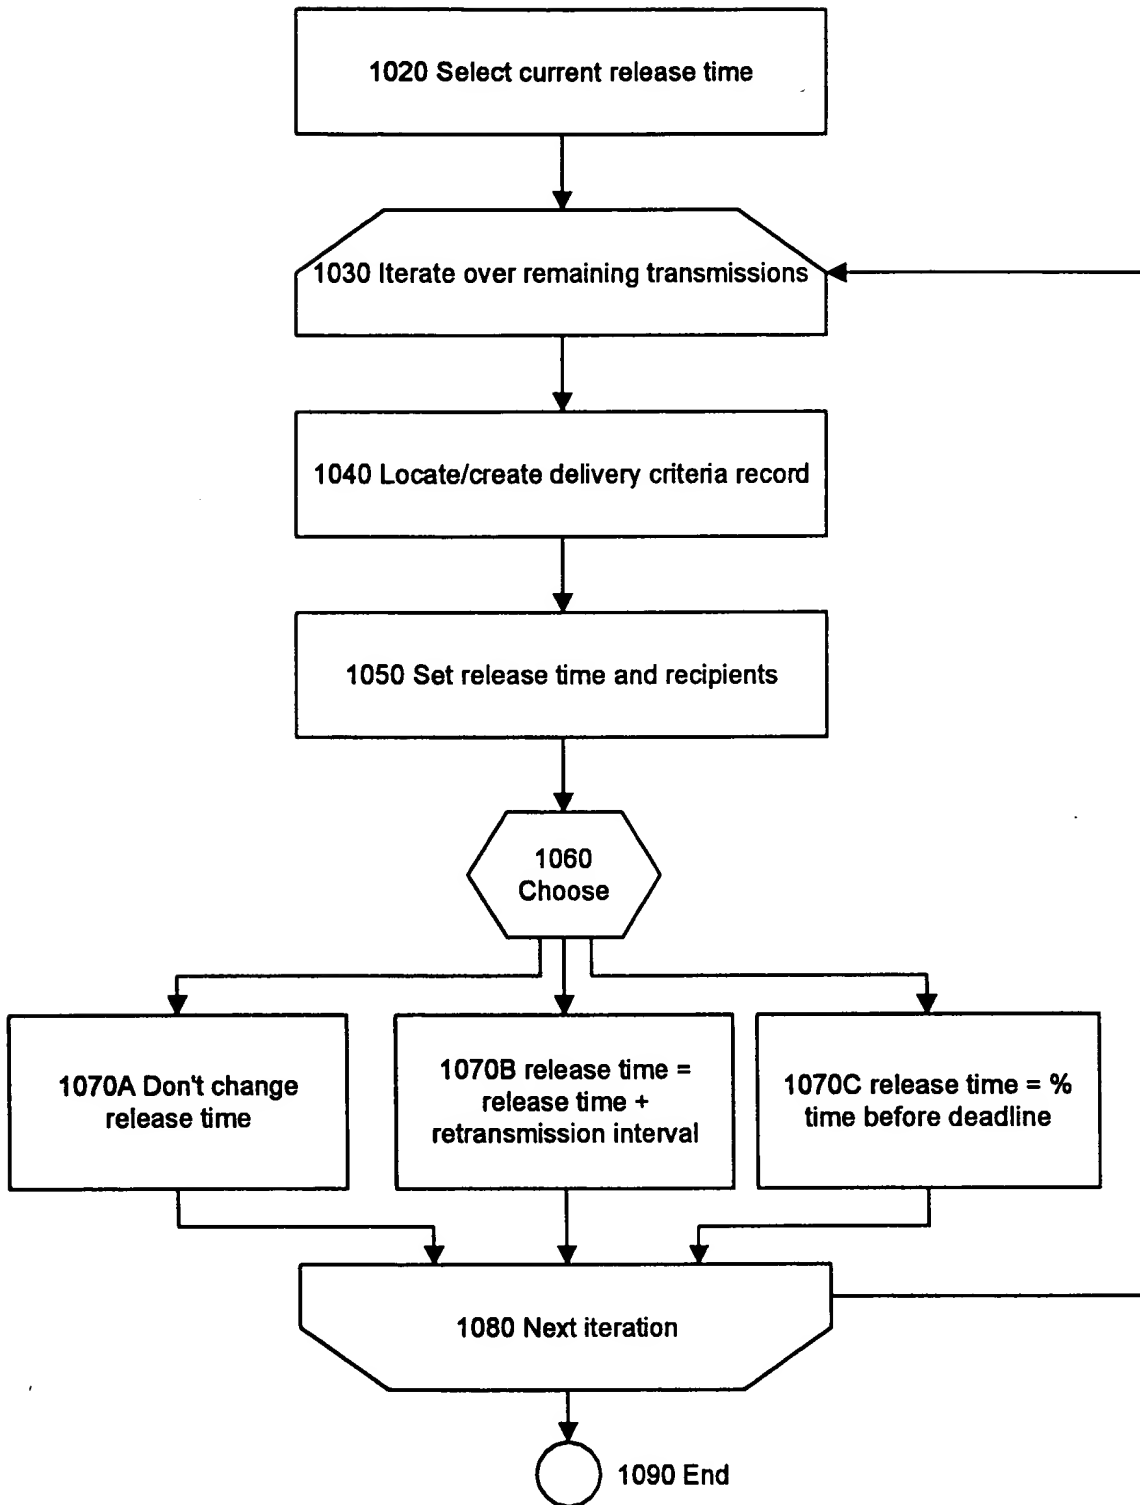 1020 Select current release time
1030 Iterate over remaining transmissions
1040 Locate/create delivery criteria record
1050 Set release time and recipients
1060
Choose
1070A Don't change
release time
1070B release time =
release time +
retransmission interval
1070C release time = %
time before deadline
1080 Next iteration
1090 End